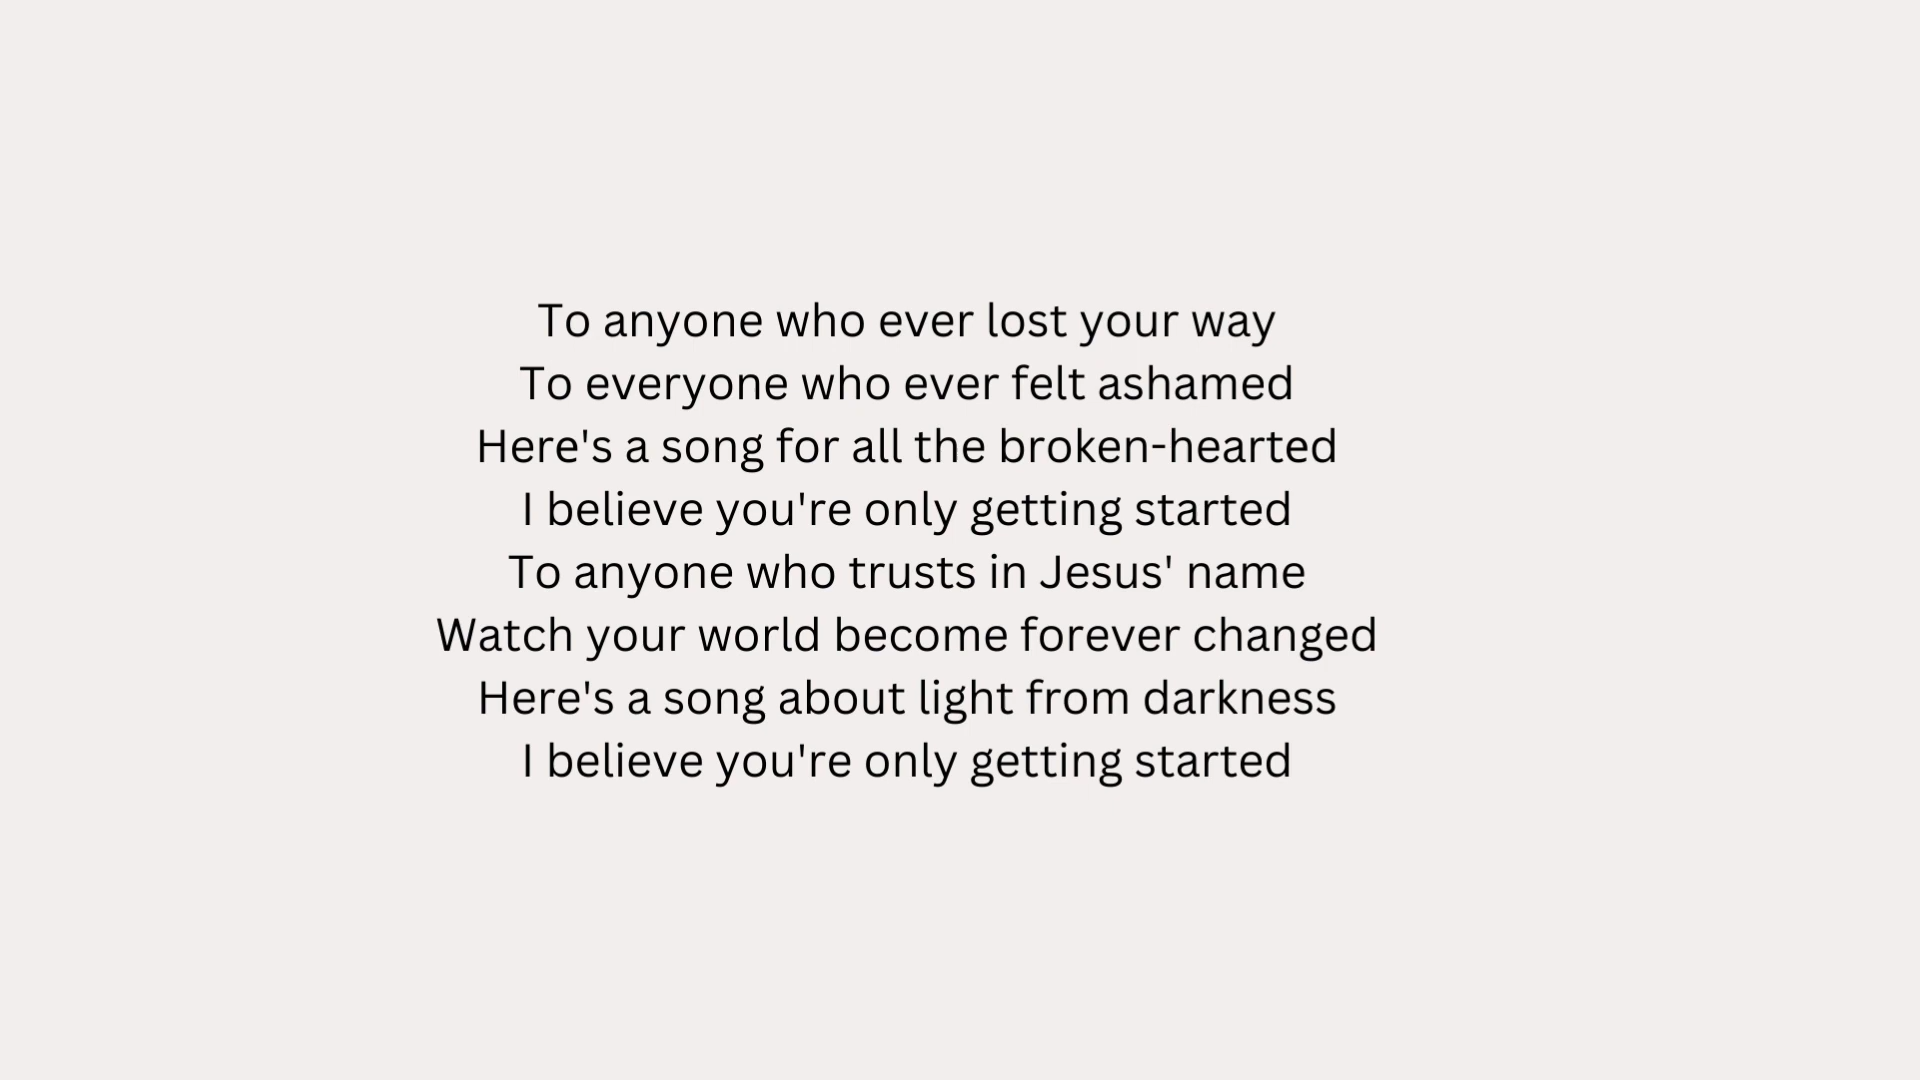 To anyone who ever lost your way
To everyone who ever felt ashamed
Here's a song for all the broken-hearted
I believe you're only getting started
To anyone who trusts in Jesus' name
Watch your world become forever changed
Here's a song about light from darkness
I believe you're only getting started